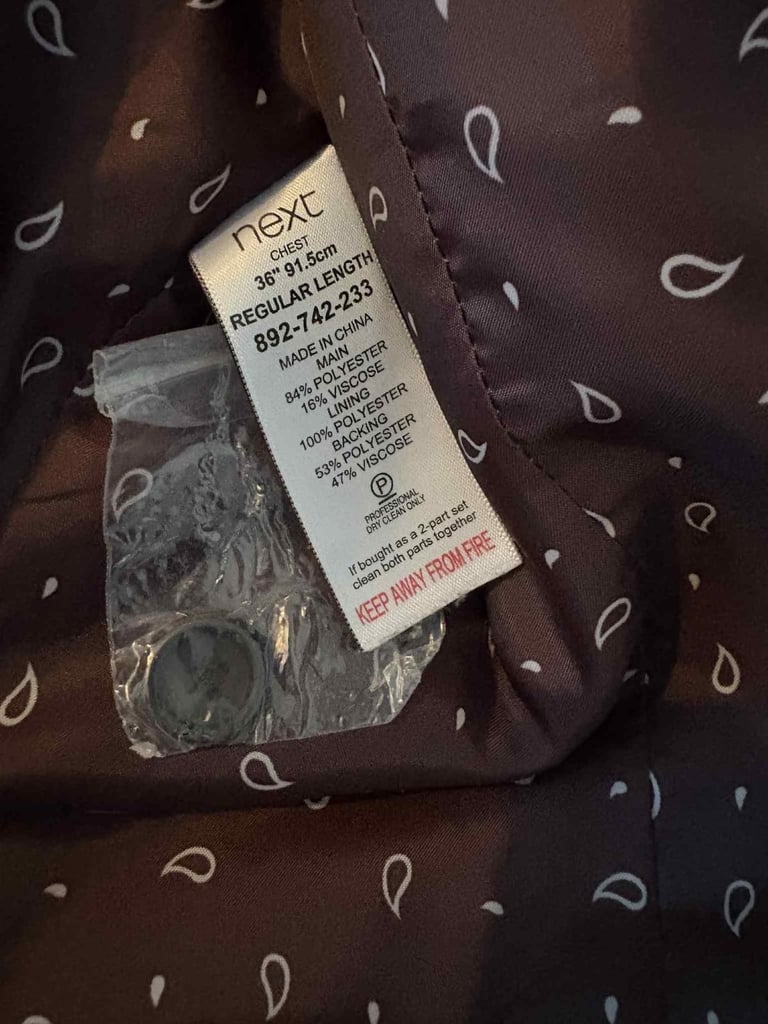 next
CHEST
36" 91.5cm
REGULAR LENGTH
892-742-233
MADE IN CHINA
MAIN
84% POLYESTER
16% VISCOSE
LINING
100% POLYESTER
BACKING
53% POLYESTER
47% VISCOSE
P
PROFESSIONAL
DRY CLEAN ONLY
If bought as a 2-part set
clean both parts together
KEEP AWAY FROM FIRE